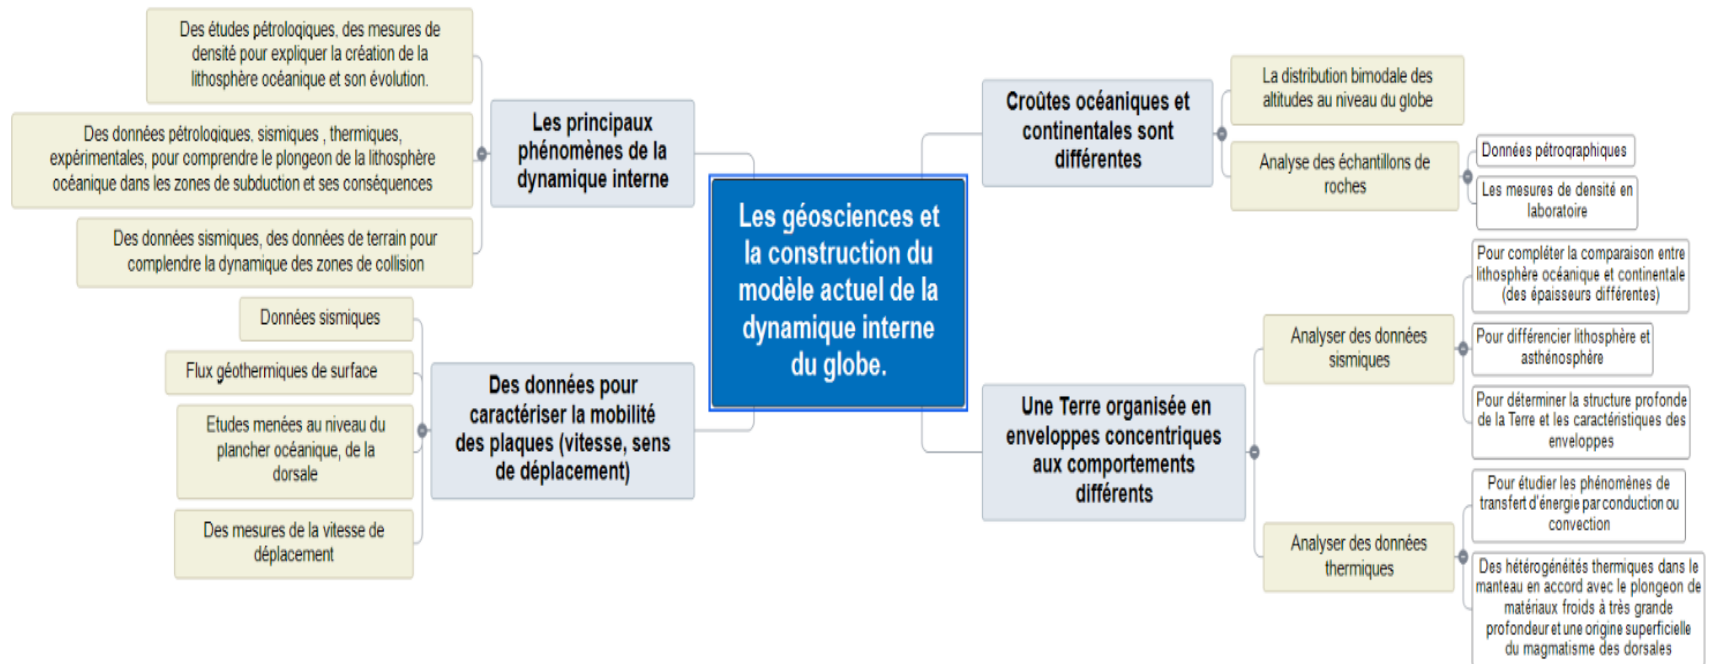 Des études pétrologiques, des mesures de
densité pour expliquer la création de la
lithosphère océanique et son évolution.
Des données pétrologiques, sismiques , thermiques,
expérimentales, pour comprendre le plongeon de la lithosphère
océanique dans les zones de subduction et ses conséquences
Des données sismiques, des données de terrain pour
complendre la dynamique des zones de collision
Les principaux
phénomènes de la
dynamique interne
Données sismiques
Flux géothermiques de surface
Etudes menées au niveau du
plancher océanique, de la
dorsale
Des mesures de la vitesse de
déplacement
Des données pour
caractériser la mobilité
des plaques (vitesse, sens
de déplacement)
Les géosciences et
la construction du
modèle actuel de la
dynamique interne
du globe.
Croûtes océaniques et
continentales sont
différentes
La distribution bimodale des
altitudes au niveau du globe
Analyse des échantillons de
roches
Données pétrographiques
Les mesures de densité en
laboratoire
Une Terre organisée en
enveloppes concentriques
aux comportements
différents
Analyser des données
sismiques
Pour compléter la comparaison entre
lithosphère océanique et continentale
(des épaisseurs différentes)
Pour différencier lithosphère et
asthénosphère
Pour déterminer la structure profonde
de la Terre et les caractéristiques des
enveloppes
Analyser des données
thermiques
Pour étudier les phénomènes de
transfert d'énergie par conduction ou
convection
Des hétérogénéités thermiques dans le
manteau en accord avec le plongeon de
matériaux froids à très grande
profondeur et une origine superficielle
du magmatisme des dorsales